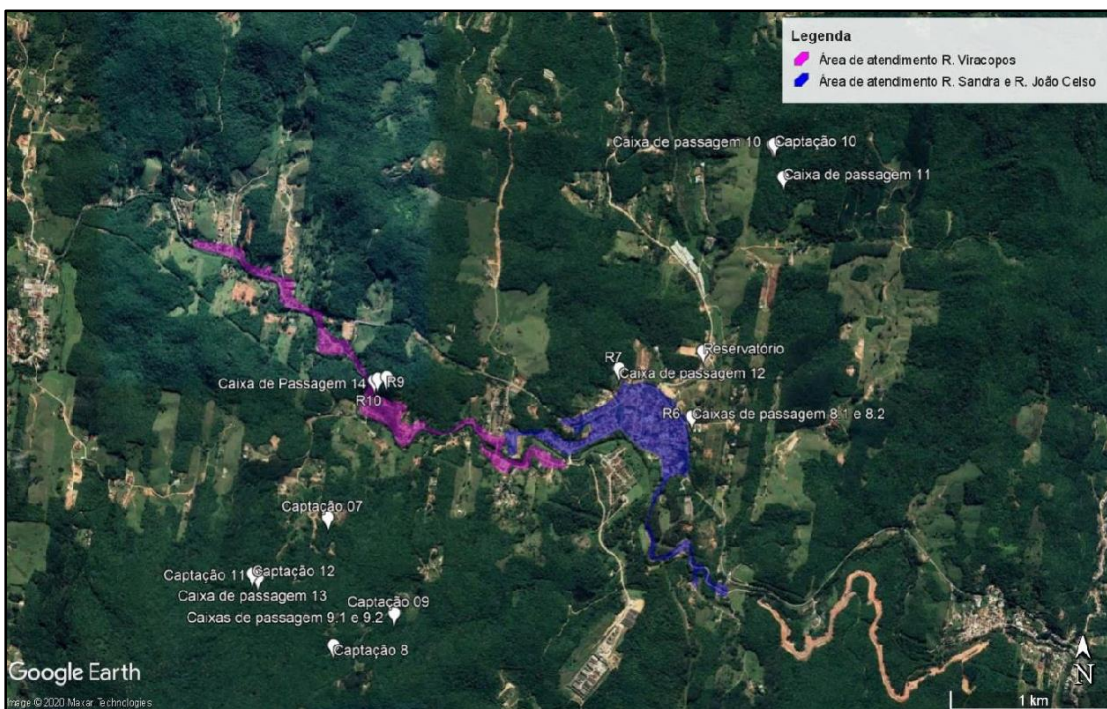 Legenda
Área de atendimento R. Viracopos
Área de atendimento R. Sandra e R. João Celso
Caixa de passagem 10
Captação 10
Caixa de passagem 11
Reservatório
R7
Caixa de passagem 12
Caixa de Passagem 14
R9
R10
R6
Caixas de passagem 8.1 e 8.2
Captação 07
Captação 11
Captação 12
Caixa de passagem 13
Captação 09
Caixas de passagem 9.1 e 9.2
Captação 8
Google Earth
N
Image © 2020 Maxar Technologies
1 km